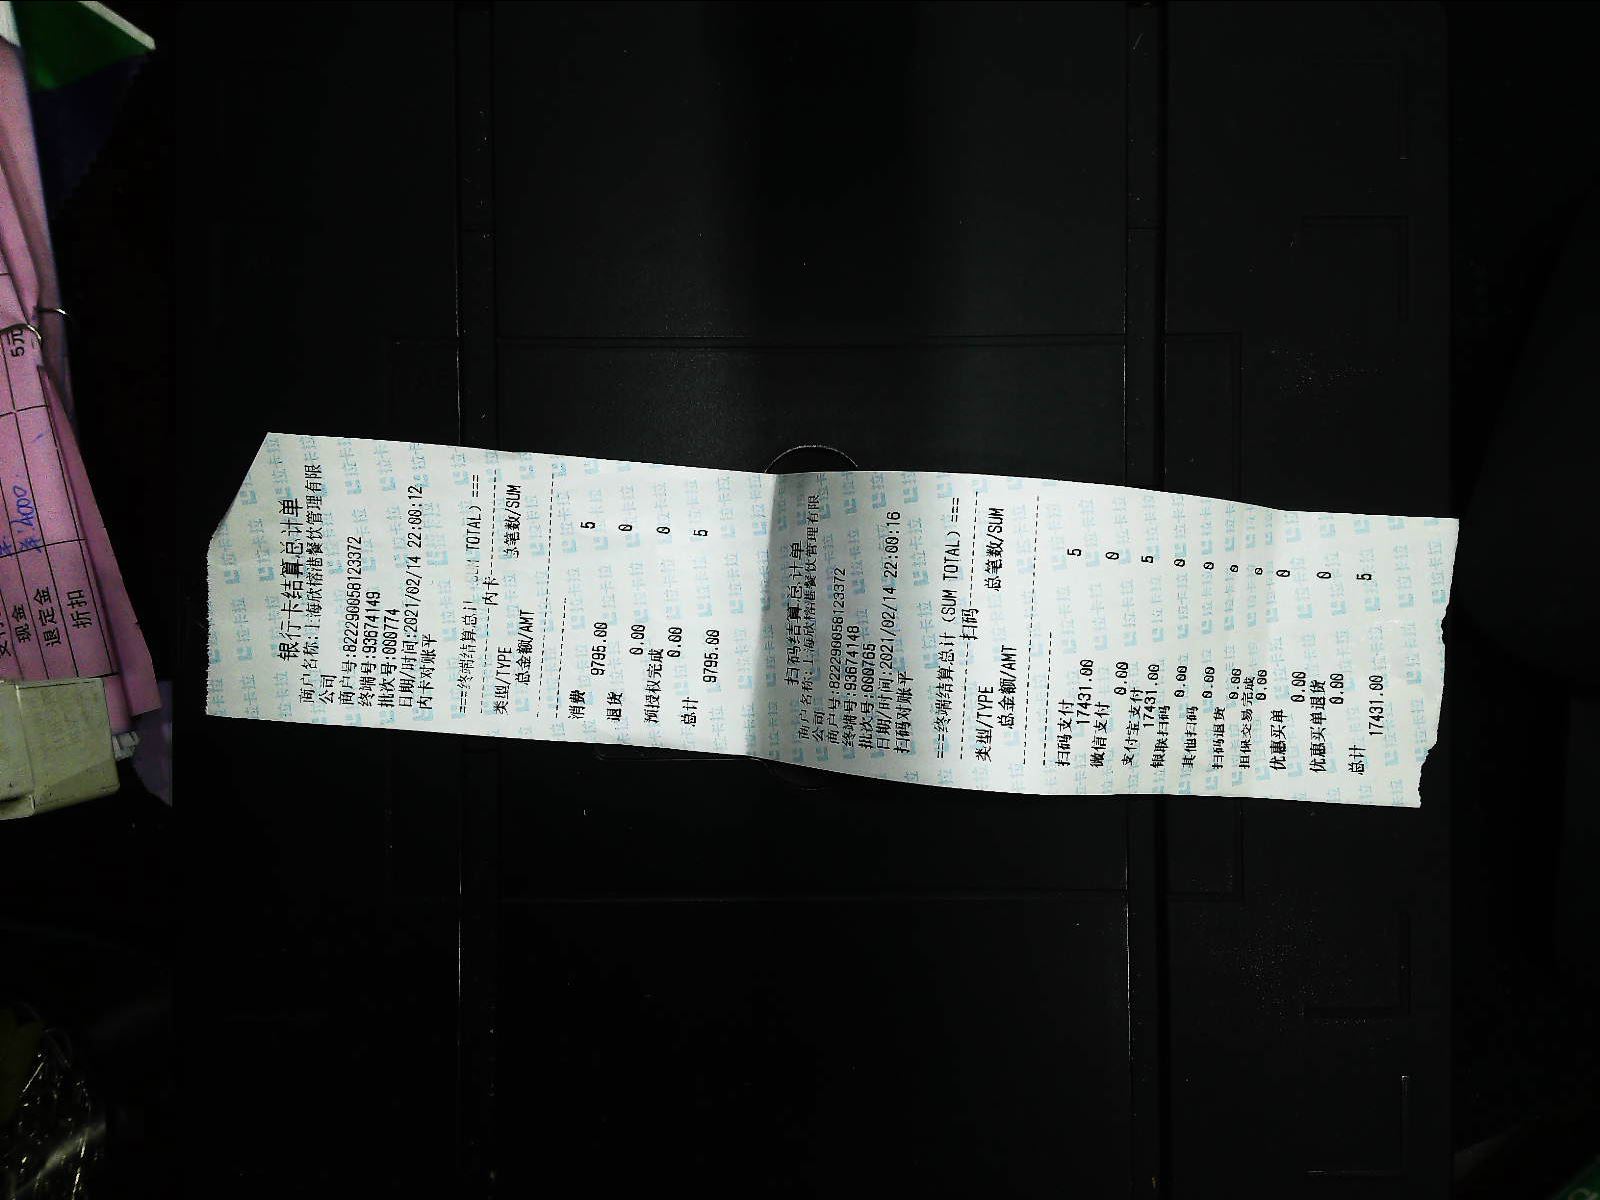 银行卡结算总计单
商户名称:上海欣榕港餐饮管理有限
公司
商户号:822290058123372
终端号:93674149
批次号:000774
日期/时间:2021/02/14 22:00:12
内卡对账平
===终端结算总计 TOTAL)===
内卡
类型/TYPE 总笔数/SUM
总金额/AMT
消费 5
9795.00
退货 0
0.00
预授权完成 0
0.00
总计 5
9795.00
扫码结算总计单
商户名称:上海欣榕港餐饮管理有限
公司
商户号:822290058123372
终端号:93674148
批次号:000765
日期/时间:2021/02/14 22:00:16
扫码对账平
===终端结算总计(SUM TOTAL)===
扫码
类型/TYPE 总笔数/SUM
总金额/AMT
扫码支付 5
17431.00
微信支付 0
0.00
支付宝支付 5
17431.00
银联扫码 0
0.00
其他扫码 0
0.00
扫码退货 0
0.00
担保交易完成 0
0.00
优惠买单 0
0.00
优惠买单退货 0
0.00
总计 5
17431.00
5元
现金
退定金
折扣